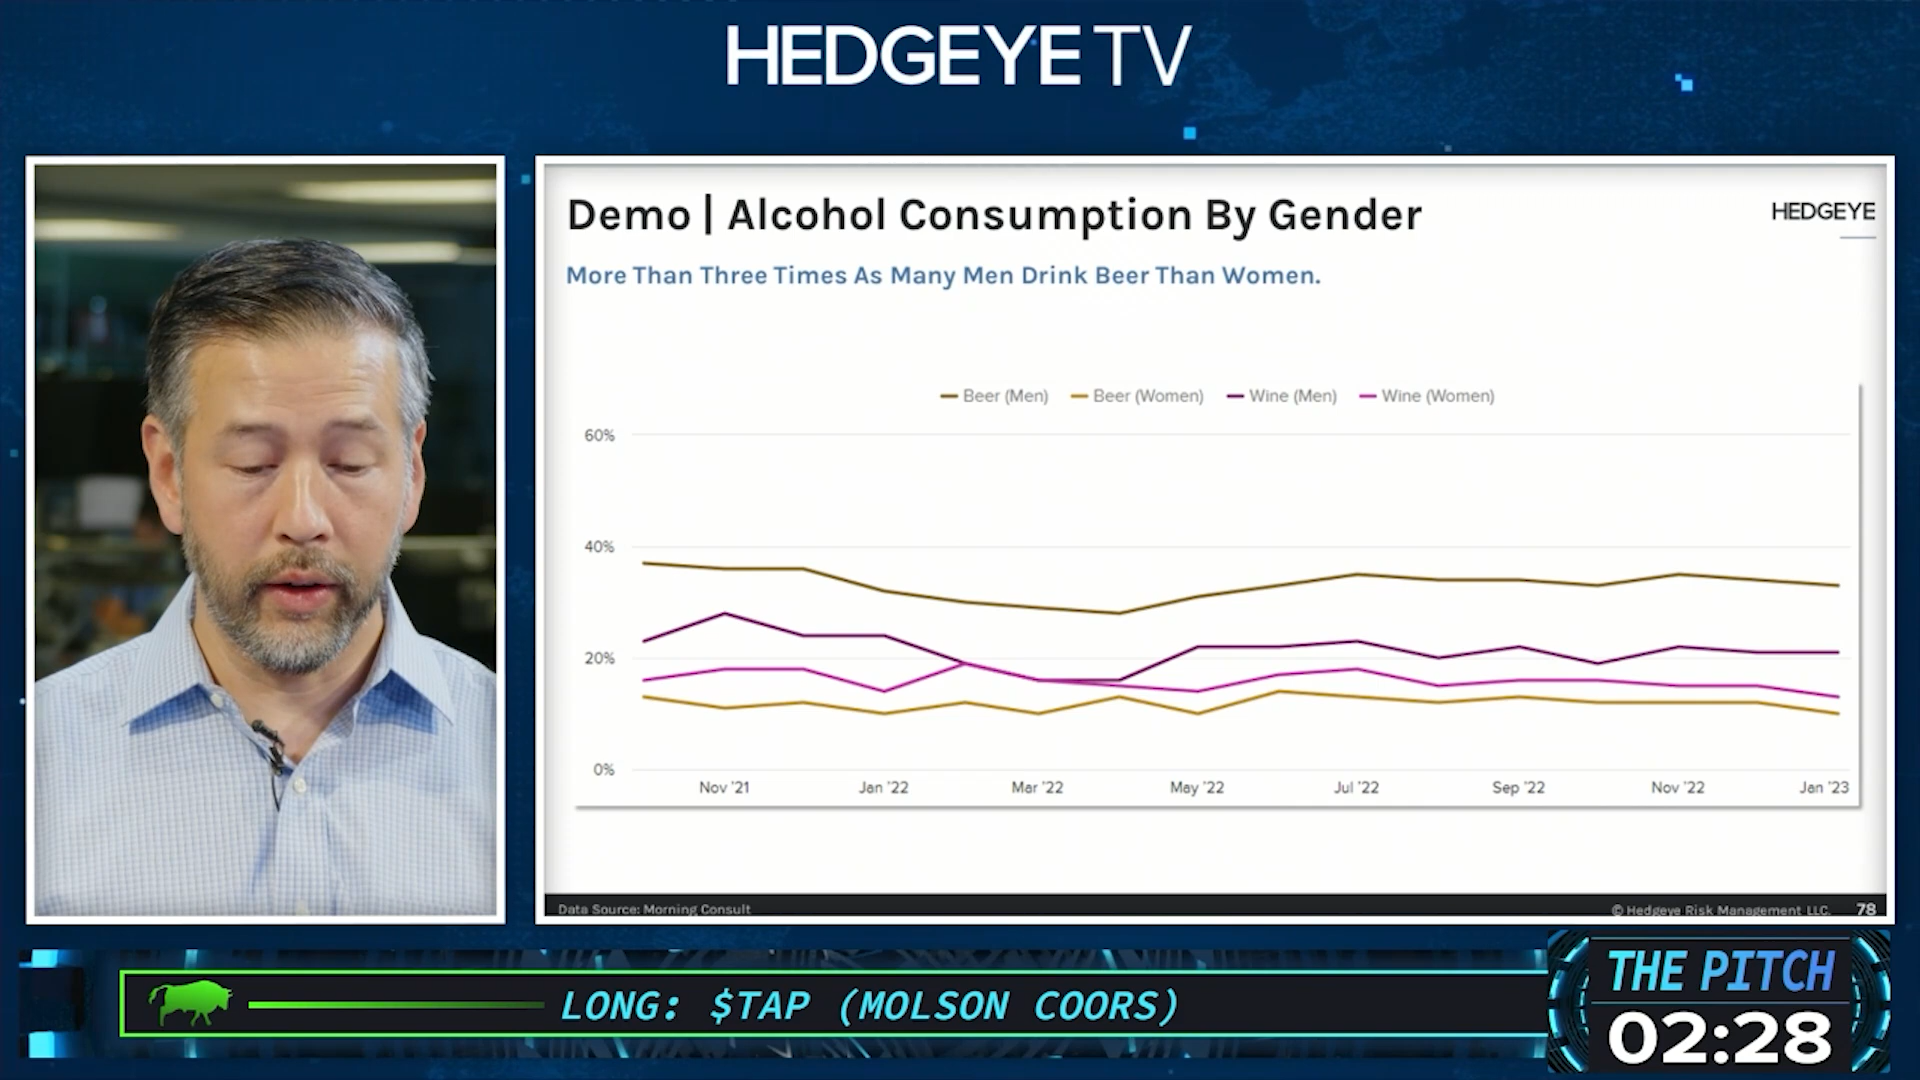 HEDGEYE TV
Demo | Alcohol Consumption By Gender
HEDGEYE
More Than Three Times As Many Men Drink Beer Than Women.
Beer (Men) Beer (Women) Wine (Men) Wine (Women)
60%
40%
20%
0%
Nov '21 Jan '22 Mar '22 May '22 Jul '22 Sep '22 Nov '22 Jan '23
Data Source: Morning Consult
© Hedgeye Risk Management LLC. 78
LONG: $TAP (MOLSON COORS)
THE PITCH
02:28